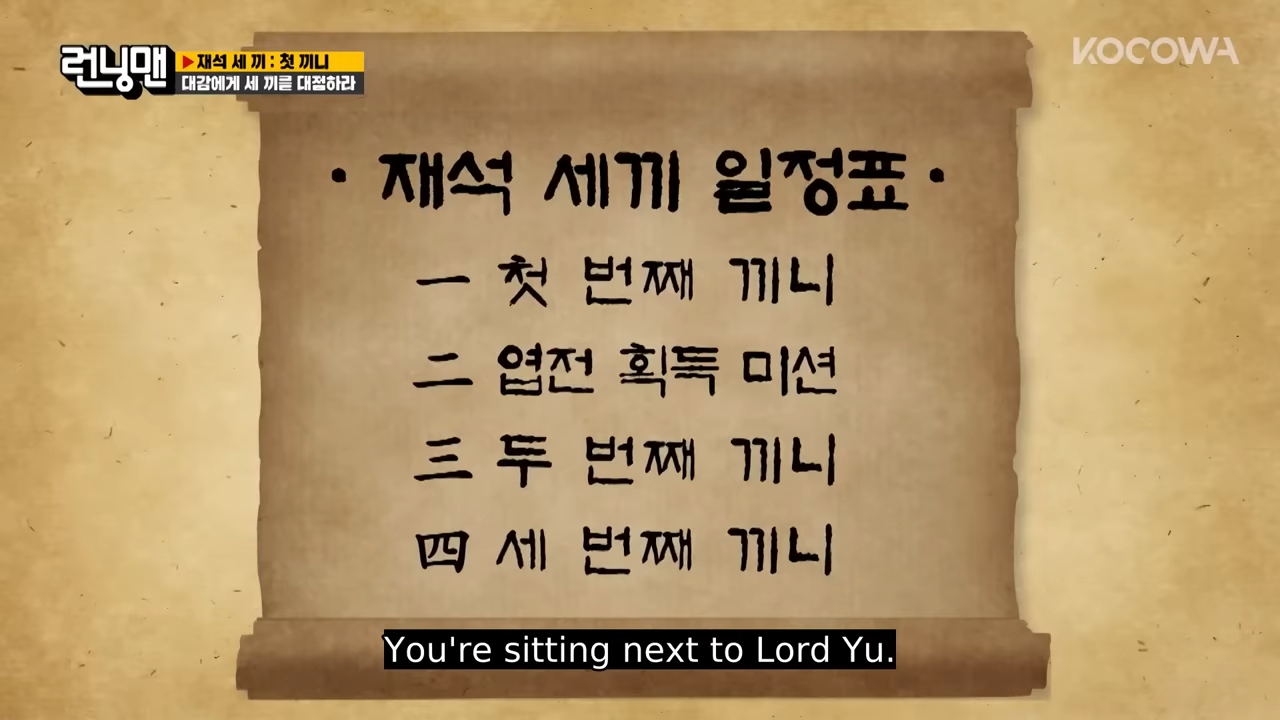 런닝맨
▶재석 세 끼 : 첫 끼니
대감에게 세 끼를 대접하라
KOCOWA
· 재석 세끼 일정표 ·
一 첫 번째 끼니
二 엽전 획득 미션
三 두 번째 끼니
四 세 번째 끼니
You're sitting next to Lord Yu.